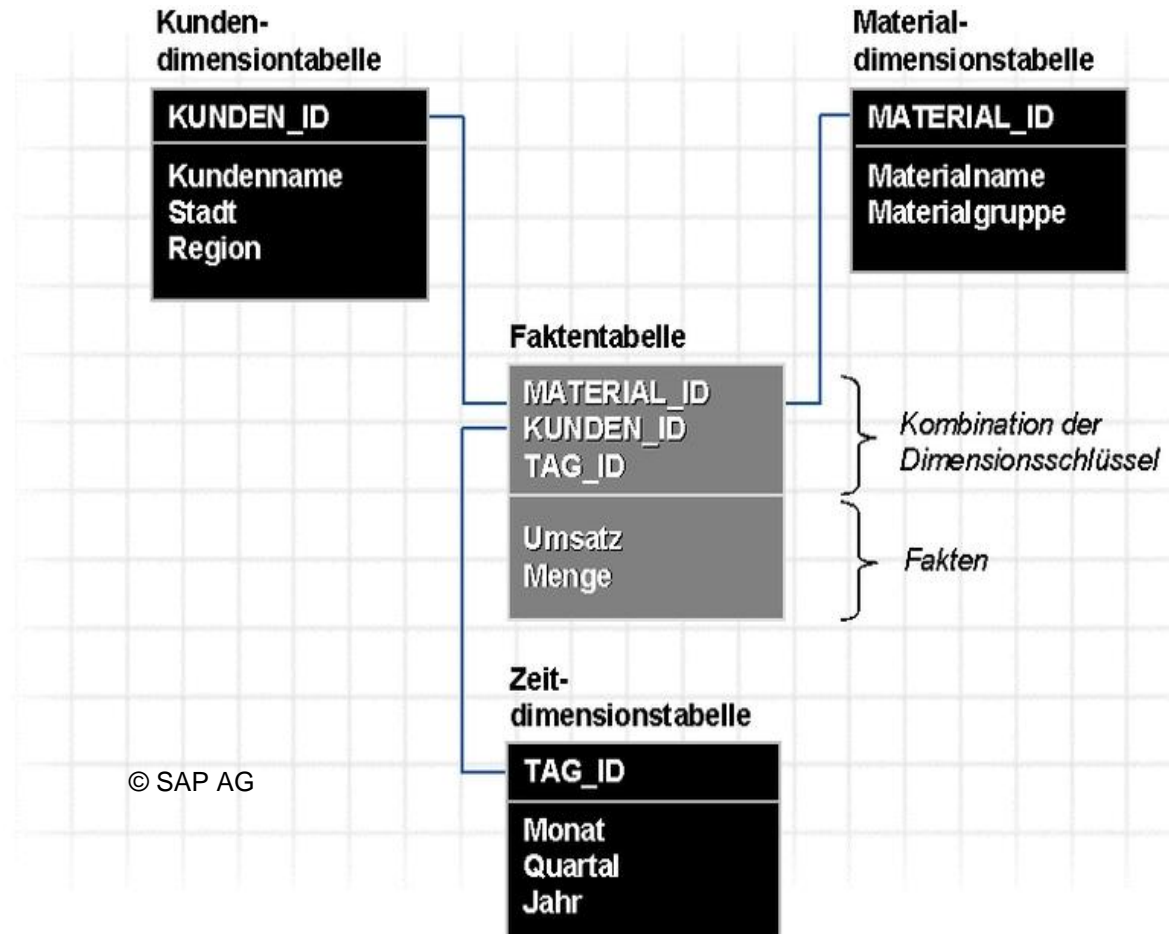 Kunden-
dimensiontabelle
KUNDEN_ID
Kundenname
Stadt
Region
Material-
dimensionstabelle
MATERIAL_ID
Materialname
Materialgruppe
Faktentabelle
MATERIAL_ID
KUNDEN_ID
TAG_ID
Umsatz
Menge
Kombination der
Dimensionsschlüssel
Fakten
Zeit-
dimensionstabelle
TAG_ID
Monat
Quartal
Jahr
© SAP AG